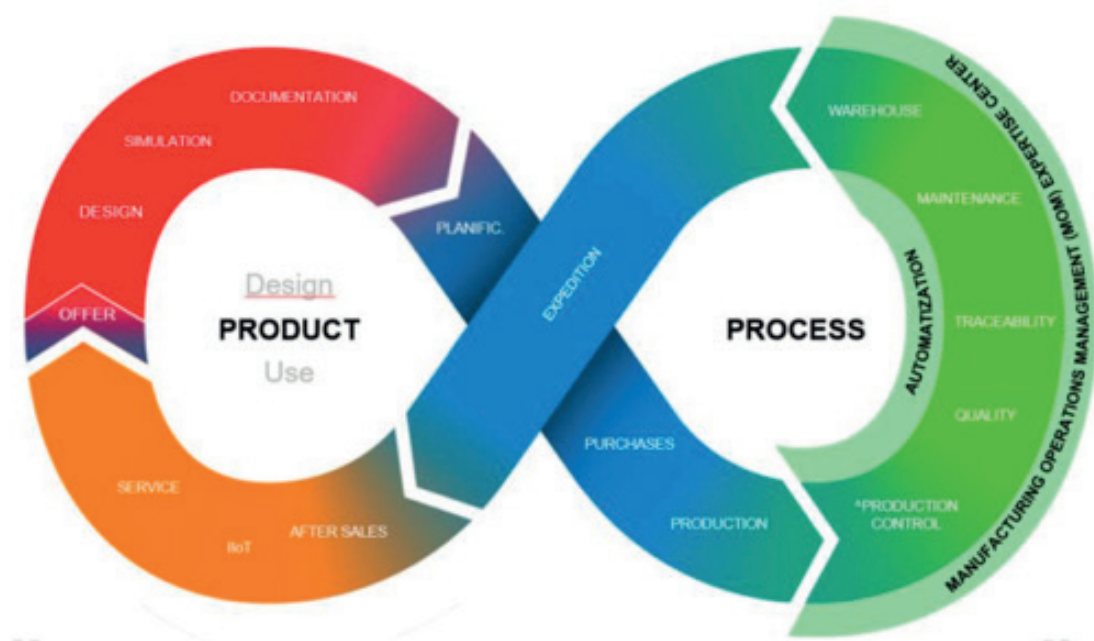 DOCUMENTATION
SIMULATION
DESIGN
OFFER
Design
PRODUCT
Use
SERVICE
IIoT
AFTER SALES
PLANIFIC.
EXPEDITION
PURCHASES
PRODUCTION
PROCESS
WAREHOUSE
MAINTENANCE
TRACEABILITY
QUALITY
^PRODUCTION
CONTROL
AUTOMATIZATION
MANUFACTURING OPERATIONS MANAGEMENT (MOM) EXPERTISE CENTER